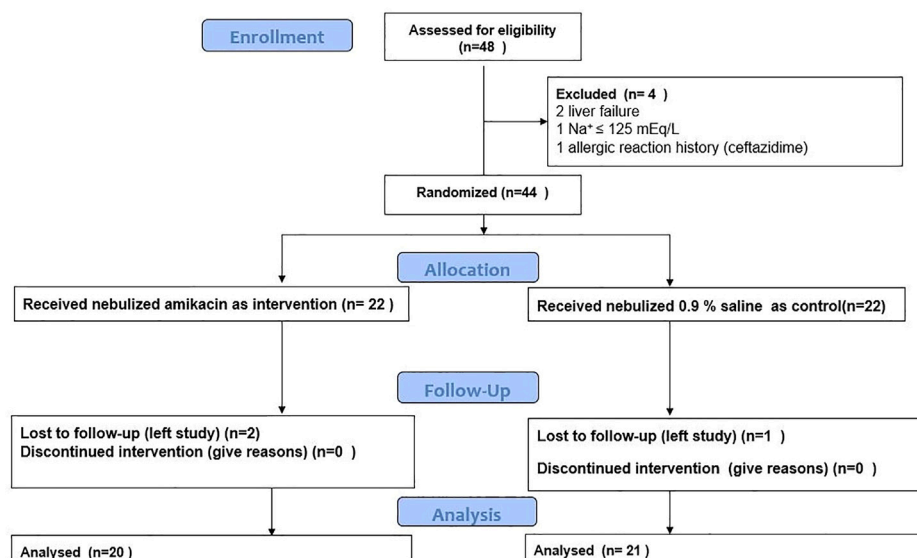 Enrollment
Assessed for eligibility
(n=48)
Excluded (n= 4 )
2 liver failure
1 Na⁺ ≤ 125 mEq/L
1 allergic reaction history (ceftazidime)
Randomized (n=44 )
Allocation
Received nebulized amikacin as intervention (n= 22 )
Received nebulized 0.9 % saline as control(n=22)
Follow-Up
Lost to follow-up (left study) (n=2)
Discontinued intervention (give reasons) (n=0 )
Lost to follow-up (left study) (n=1 )
Discontinued intervention (give reasons) (n=0 )
Analysis
Analysed (n=20 )
Analysed (n= 21 )